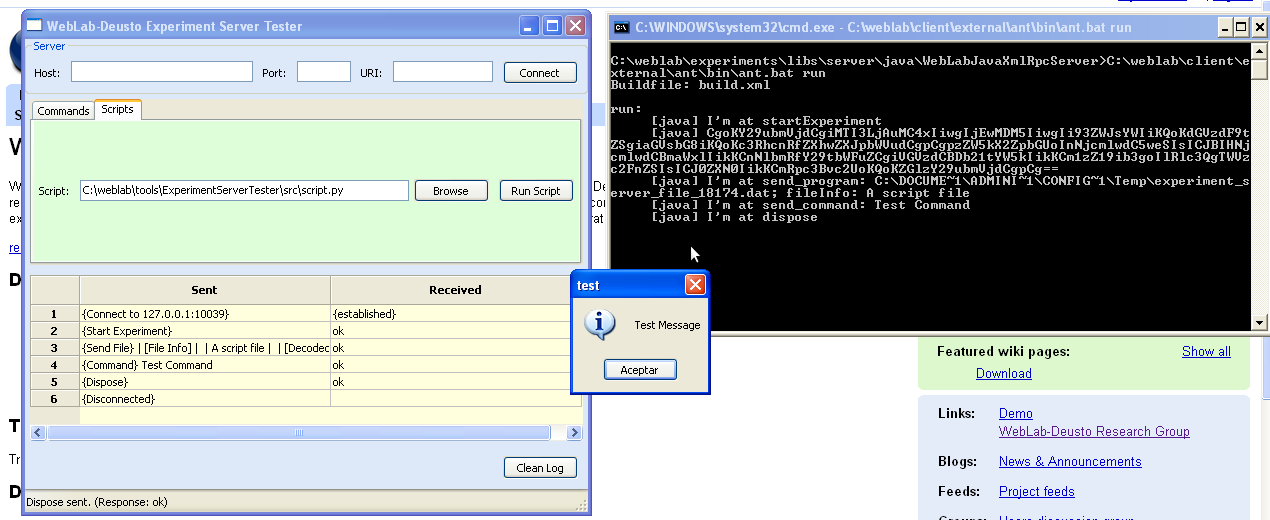 WebLab-Deusto Experiment Server Tester
Server
Host:
Port:
URI:
Connect
Commands
Scripts
Script:
C:\weblab\tools\ExperimentServerTester\src\script.py
Browse
Run Script
Sent
Received
1 {Connect to 127.0.0.1:10039} {established}
2 {Start Experiment} ok
3 {Send File} | [File Info] | | A script file | | [Decoded ok
4 {Command} Test Command ok
5 {Dispose} ok
6 {Disconnected}
Clean Log
Dispose sent. (Response: ok)
C:\WINDOWS\system32\cmd.exe - C:\weblab\client\external\ant\bin\ant.bat run
C:\weblab\experiments\libs\server\java\WebLabJavaXmlRpcServer>C:\weblab\client\e
xternal\ant\bin\ant.bat run
Buildfile: build.xml
run:
[java] I'm at startExperiment
[java] I'm at send_program: C:\DOCUME~1\ADMINI~1\CONFIG~1\Temp\experiment_s
erver_file_18174.dat; fileInfo: A script file
[java] I'm at send_command: Test Command
[java] I'm at dispose
test
Test Message
Aceptar
Featured wiki pages:
Show all
Download
Links:
Demo
WebLab-Deusto Research Group
Blogs:
News & Announcements
Feeds:
Project feeds